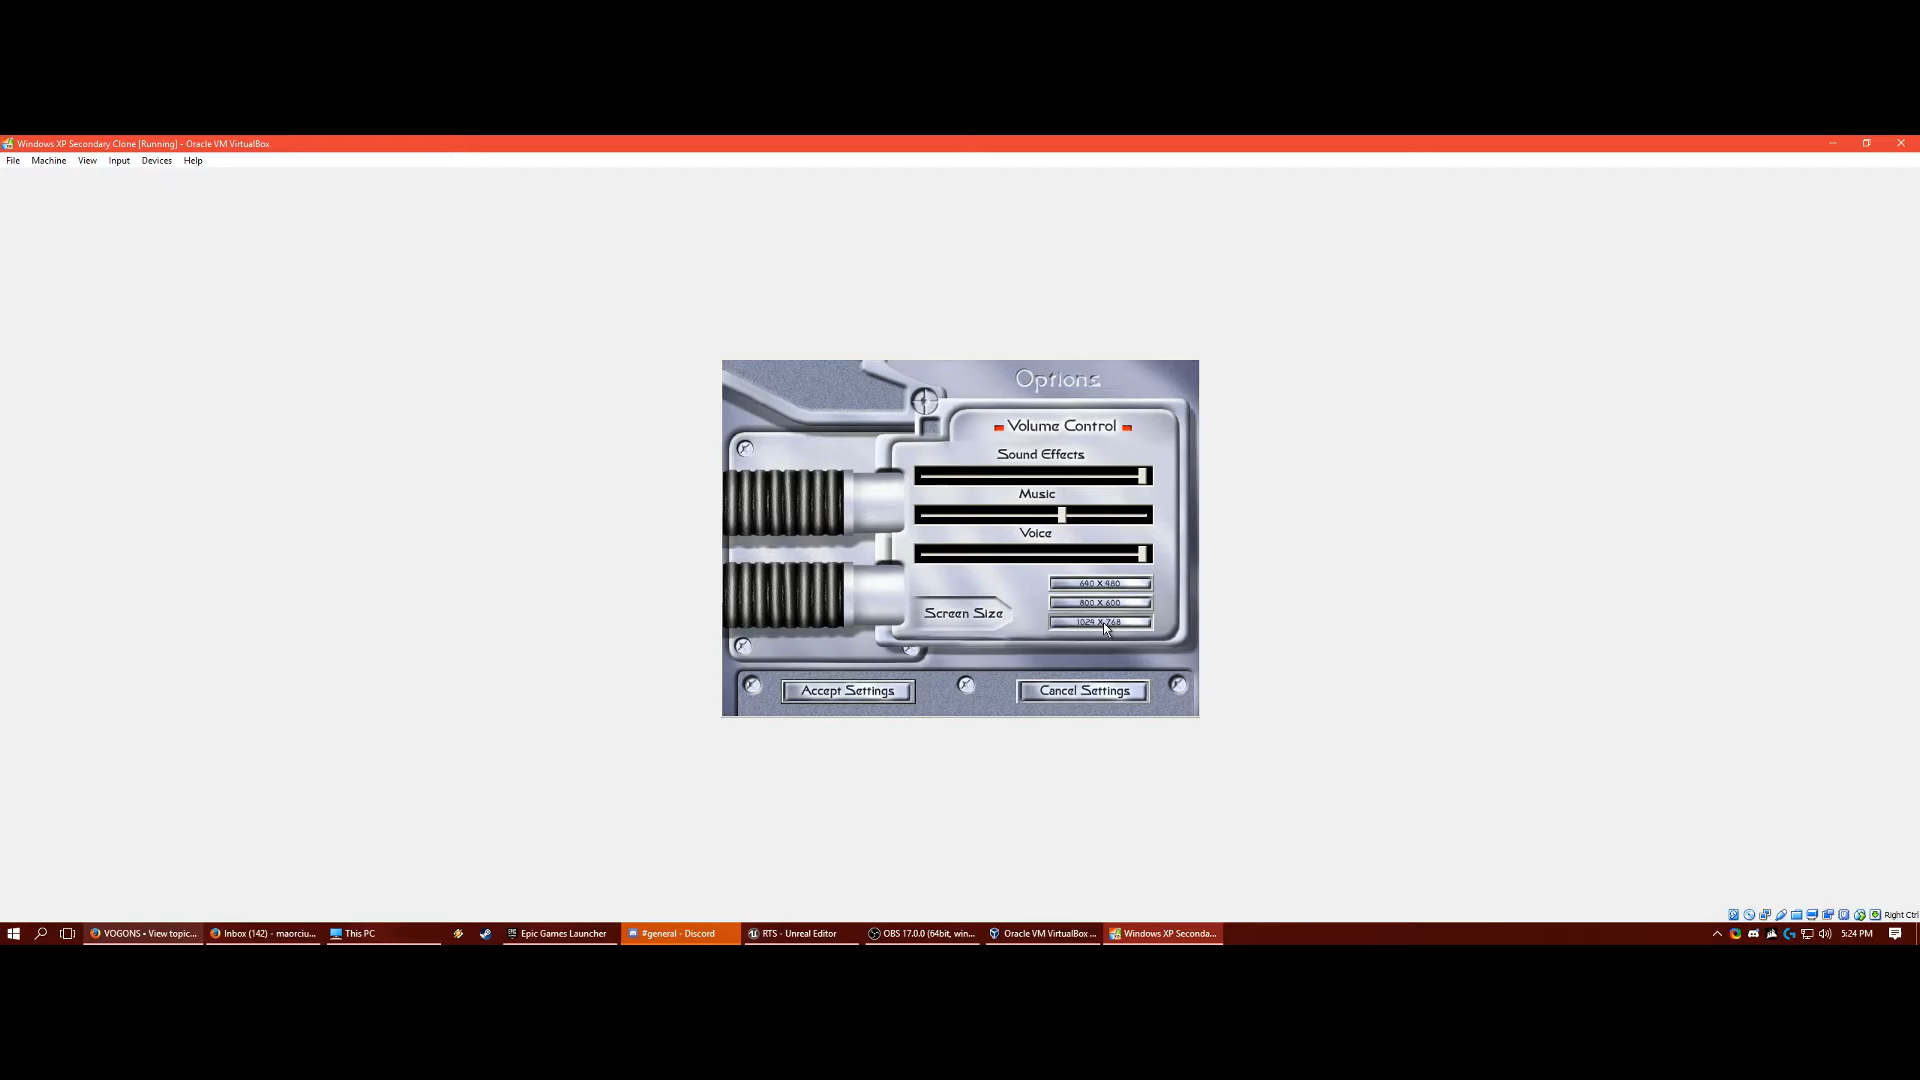 Windows XP Secondary Clone [Running] - Oracle VM VirtualBox
File Machine View Input Devices Help
Options
Volume Control
Sound Effects
Music
Voice
640 X 480
800 X 600
Screen Size
1024 X 768
Accept Settings
Cancel Settings
Right Ctrl
VOGONS • View topic...
Inbox (142) - maorciu...
This PC
Epic Games Launcher
#general - Discord
RTS - Unreal Editor
OBS 17.0.0 (64bit, win...
Oracle VM VirtualBox ...
Windows XP Seconda...
5:24 PM